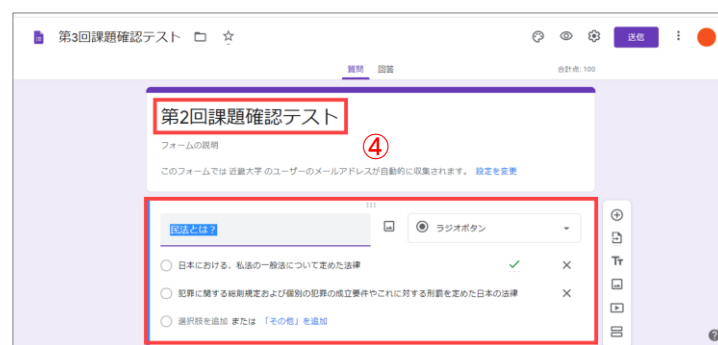 第3回課題確認テスト
送信
質問 回答
合計点: 100
第2回課題確認テスト
フォームの説明
④
このフォームでは 近畿大学 のユーザーのメールアドレスが自動的に収集されます。 設定を変更
民法とは？
ラジオボタン
日本における、私法の一般法について定めた法律
犯罪に関する総則規定および個別の犯罪の成立要件やこれに対する刑罰を定めた日本の法律
選択肢を追加 または 「その他」を追加
Tт